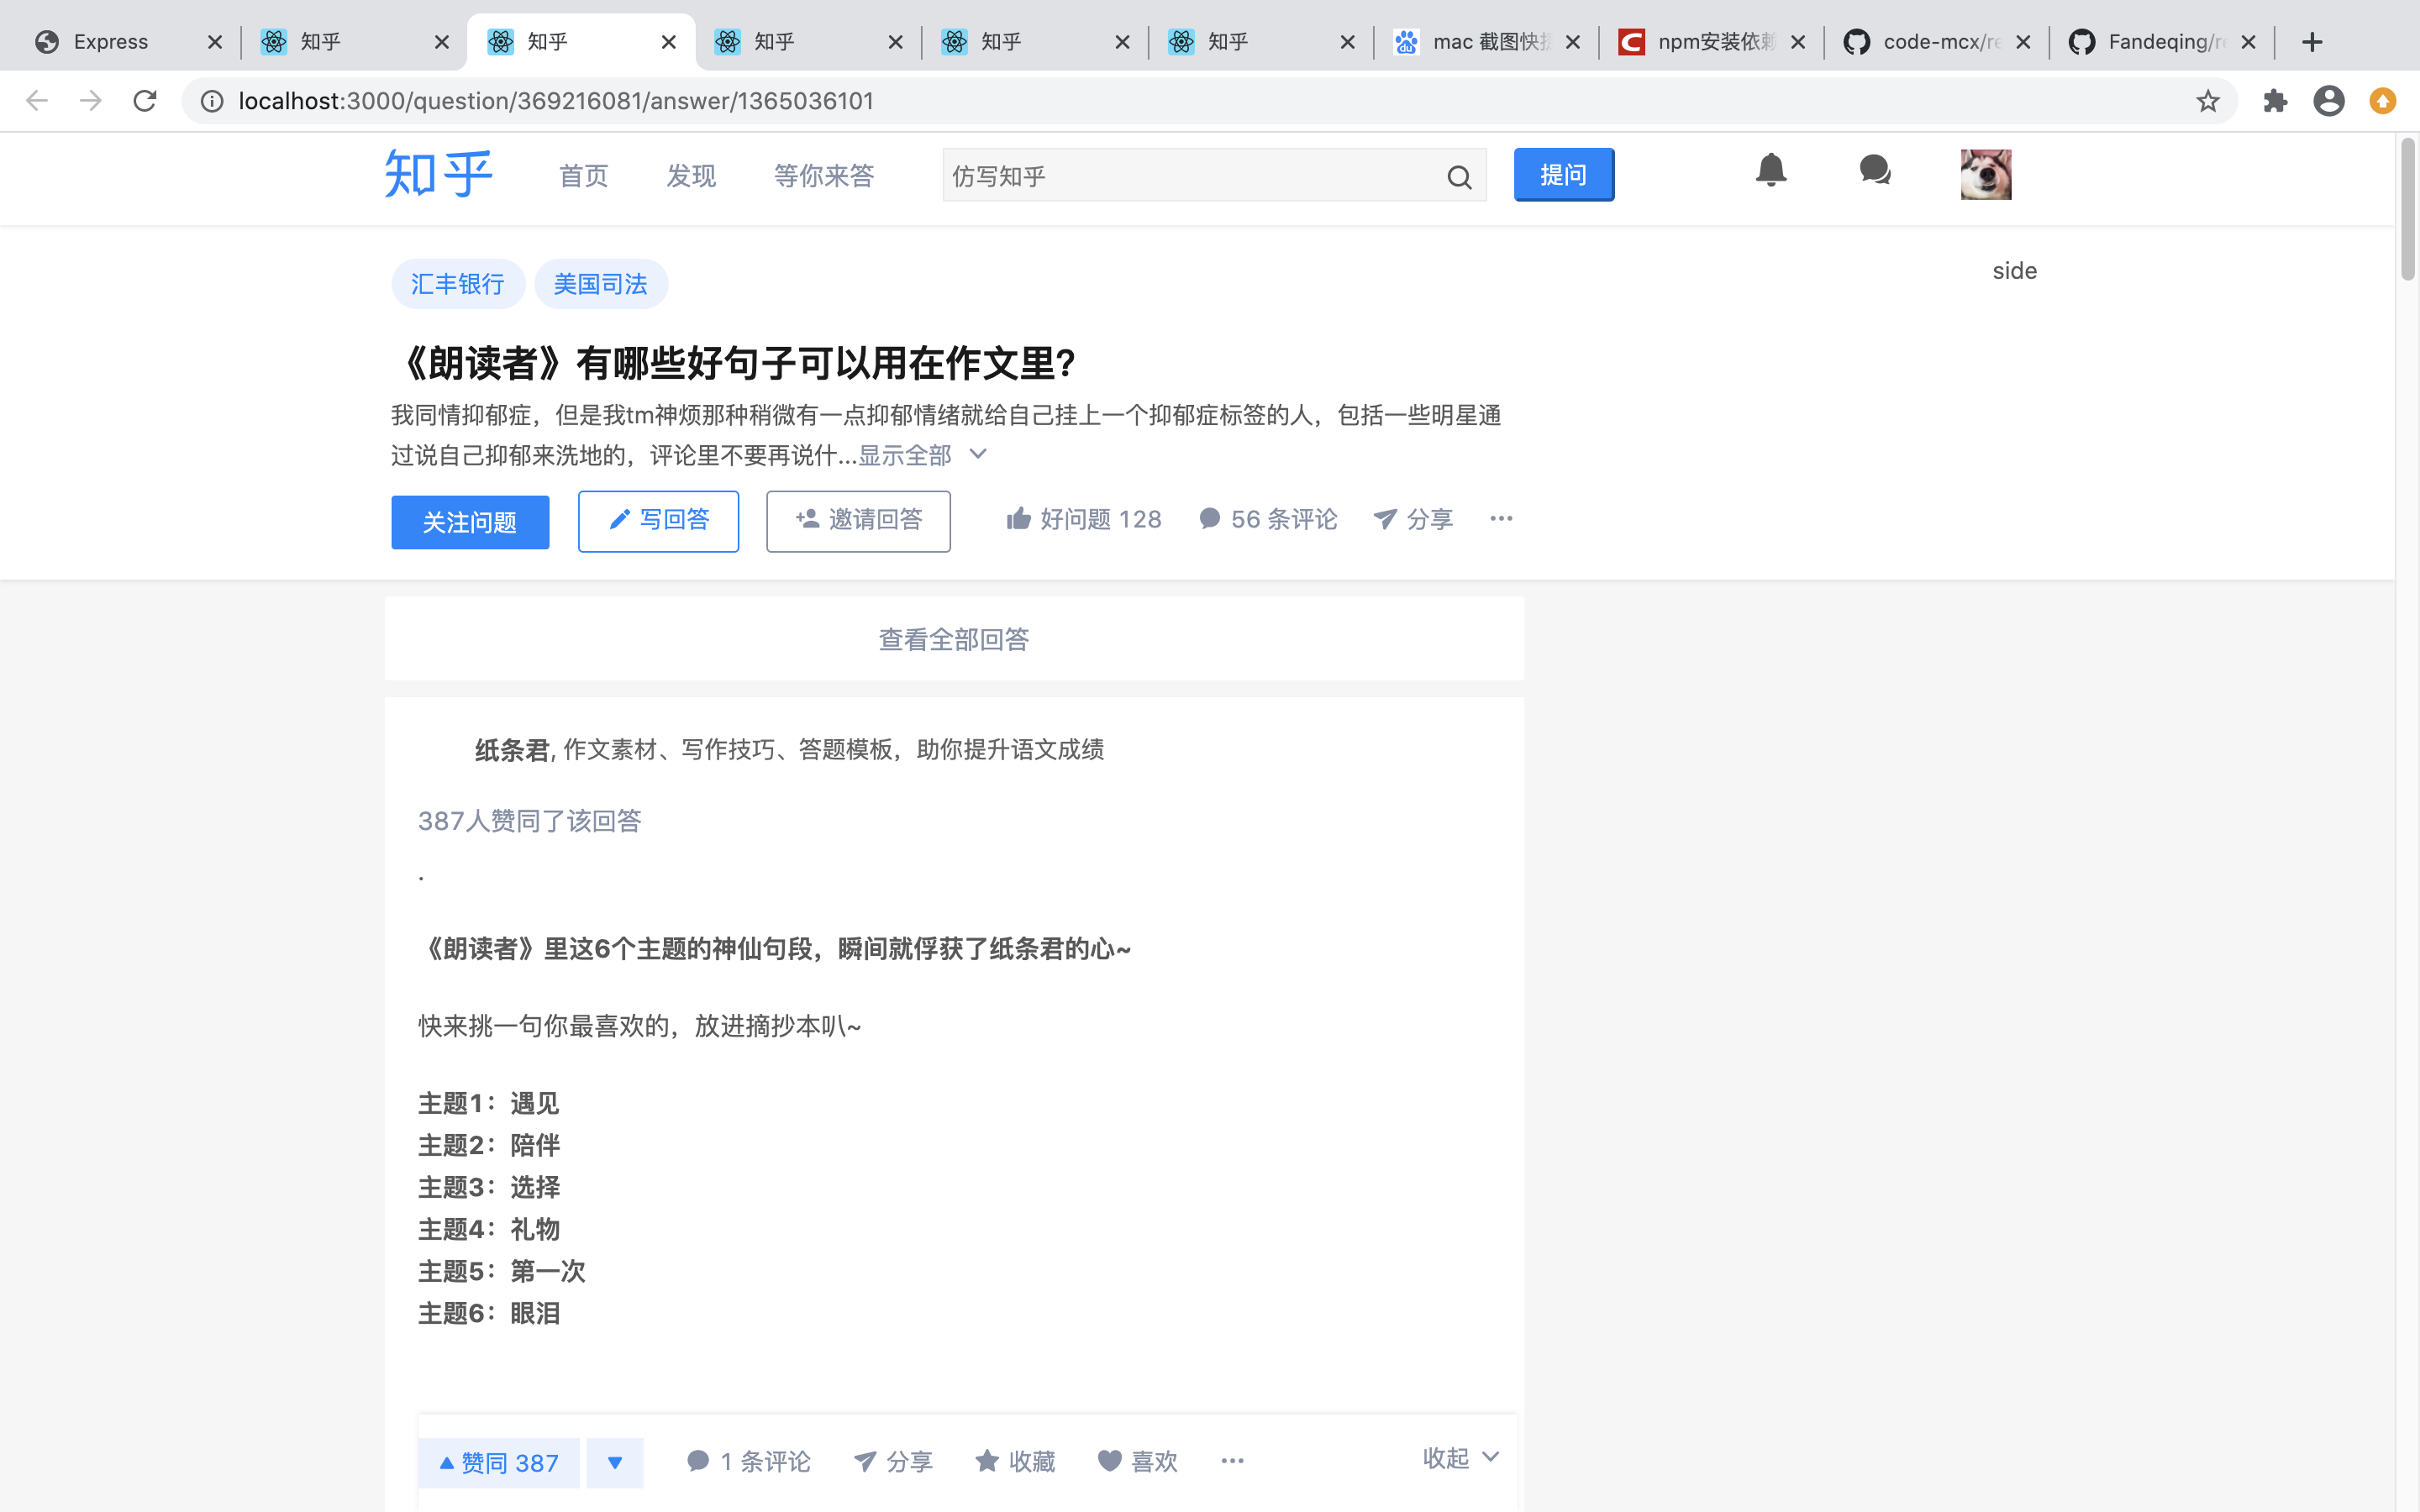 Express
知乎
知乎
知乎
知乎
知乎
mac 截图快
npm安装依赖
code-mcx/re
Fandeqing/re
localhost:3000/question/369216081/answer/1365036101
知乎
首页
发现
等你来答
仿写知乎
提问
汇丰银行
美国司法
side
《朗读者》有哪些好句子可以用在作文里?
我同情抑郁症，但是我tm神烦那种稍微有一点抑郁情绪就给自己挂上一个抑郁症标签的人，包括一些明星通
过说自己抑郁来洗地的，评论里不要再说什...显示全部
关注问题
写回答
邀请回答
好问题 128
56 条评论
分享
查看全部回答
纸条君, 作文素材、写作技巧、答题模板，助你提升语文成绩
387人赞同了该回答
.
《朗读者》里这6个主题的神仙句段，瞬间就俘获了纸条君的心~
快来挑一句你最喜欢的，放进摘抄本叭~
主题1：遇见
主题2：陪伴
主题3：选择
主题4：礼物
主题5：第一次
主题6：眼泪
赞同 387
1 条评论
分享
收藏
喜欢
收起